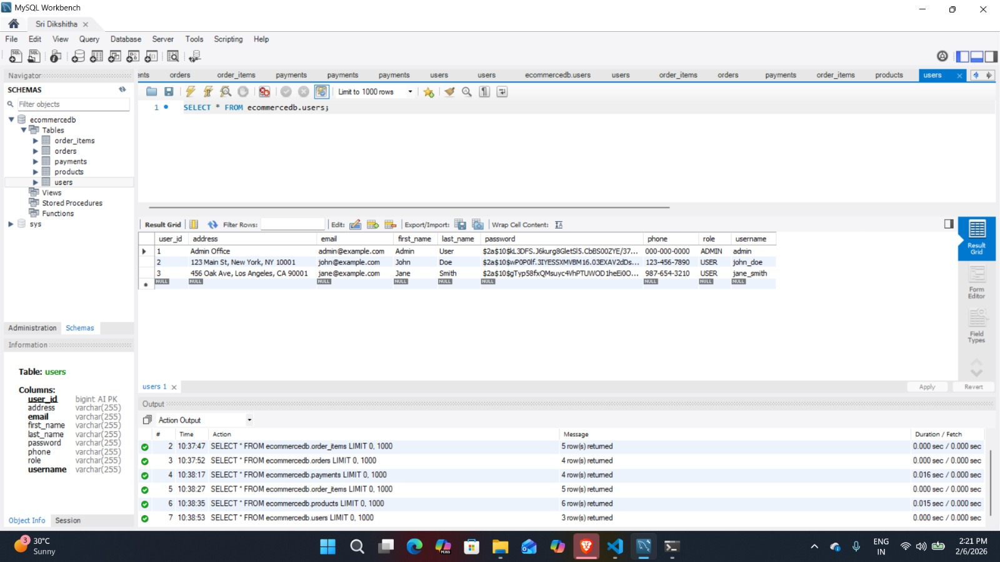 MySQL Workbench
Sri Dikshitha
File Edit View Query Database Server Tools Scripting Help
Navigator
SCHEMAS
Filter objects
ecommercedb
Tables
order_items
orders
payments
products
users
Views
Stored Procedures
Functions
sys
Administration Schemas
Information
Table: users
Columns:
user_id bigint AI PK
address varchar(255)
email varchar(255)
first_name varchar(255)
last_name varchar(255)
password varchar(255)
phone varchar(255)
role varchar(255)
username varchar(255)
Object Info Session
ents orders order_items payments payments payments users users ecommercedb.users users order_items orders payments order_items products users
Limit to 1000 rows
1 SELECT * FROM ecommercedb.users;
Result Grid Filter Rows: Edit: Export/Import: Wrap Cell Content:
user_id address email first_name last_name password phone role username
1 Admin Office admin@example.com Admin User 000-000-0000 ADMIN admin
2 123 Main St, New York, NY 10001 john@example.com John Doe 123-456-7890 USER john_doe
3 456 Oak Ave, Los Angeles, CA 90001 jane@example.com Jane Smith 987-654-3210 USER jane_smith
NULL NULL NULL NULL NULL NULL NULL NULL NULL
Result Grid
Form Editor
Field Types
users 1
Apply Revert
Output
Action Output
# Time Action Message Duration / Fetch
2 10:37:47 SELECT * FROM ecommercedb.order_items LIMIT 0, 1000 5 row(s) returned 0.000 sec / 0.000 sec
3 10:37:52 SELECT * FROM ecommercedb.orders LIMIT 0, 1000 4 row(s) returned 0.000 sec / 0.000 sec
4 10:38:17 SELECT * FROM ecommercedb.payments LIMIT 0, 1000 4 row(s) returned 0.016 sec / 0.000 sec
5 10:38:27 SELECT * FROM ecommercedb.order_items LIMIT 0, 1000 5 row(s) returned 0.000 sec / 0.000 sec
6 10:38:35 SELECT * FROM ecommercedb.products LIMIT 0, 1000 6 row(s) returned 0.015 sec / 0.000 sec
7 10:38:53 SELECT * FROM ecommercedb.users LIMIT 0, 1000 3 row(s) returned 0.000 sec / 0.000 sec
3
30°C
Sunny
M365
ENG
IN
2:21 PM
2/6/2026